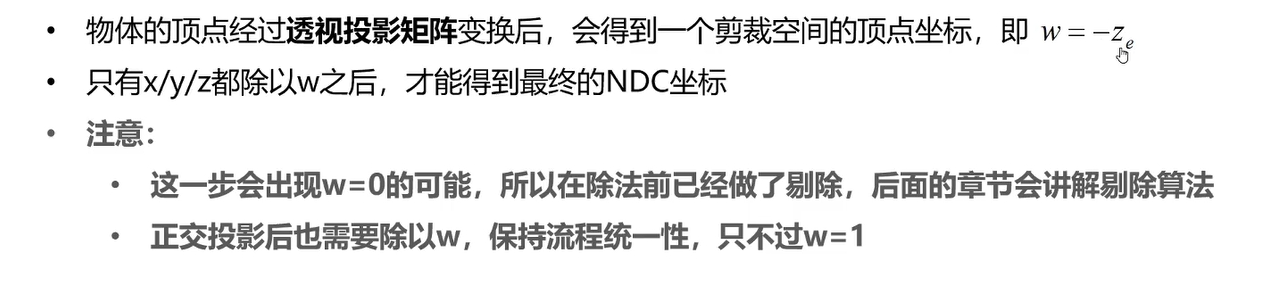 • 物体的顶点经过透视投影矩阵变换后，会得到一个剪裁空间的顶点坐标，即 w = −zₑ
• 只有x/y/z都除以w之后，才能得到最终的NDC坐标
• 注意：
• 这一步会出现w=0的可能，所以在除法前已经做了剔除，后面的章节会讲解剔除算法
• 正交投影后也需要除以w，保持流程统一性，只不过w=1